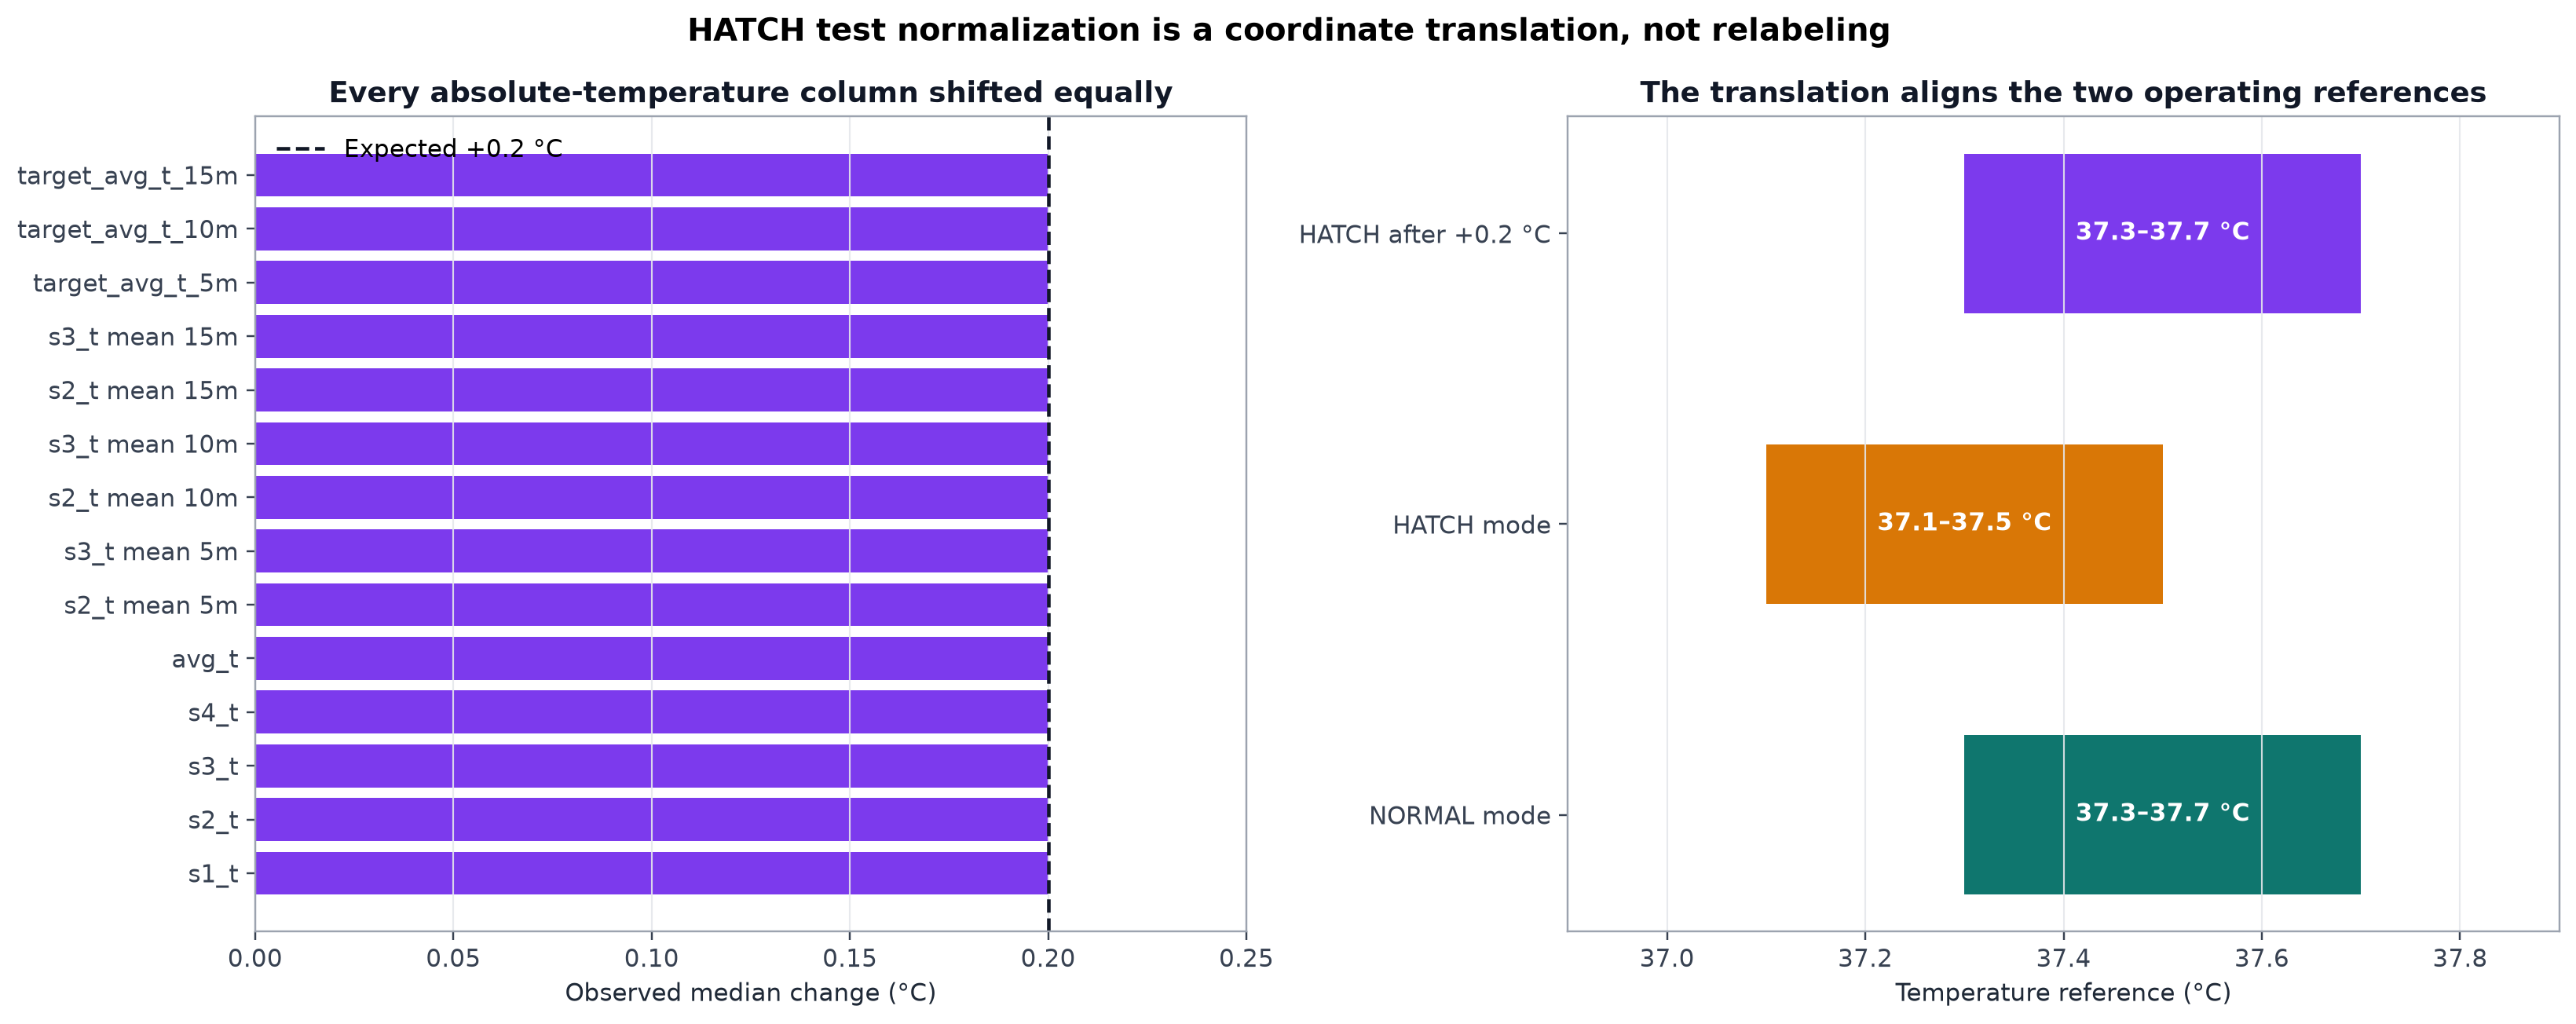 HATCH test normalization is a coordinate translation, not relabeling
Every absolute-temperature column shifted equally
Expected +0.2 °C
target_avg_t_15m
target_avg_t_10m
target_avg_t_5m
s3_t mean 15m
s2_t mean 15m
s3_t mean 10m
s2_t mean 10m
s3_t mean 5m
s2_t mean 5m
avg_t
s4_t
s3_t
s2_t
s1_t
0.00 0.05 0.10 0.15 0.20 0.25
Observed median change (°C)
The translation aligns the two operating references
HATCH after +0.2 °C
37.3–37.7 °C
HATCH mode
37.1–37.5 °C
NORMAL mode
37.3–37.7 °C
37.0 37.2 37.4 37.6 37.8
Temperature reference (°C)